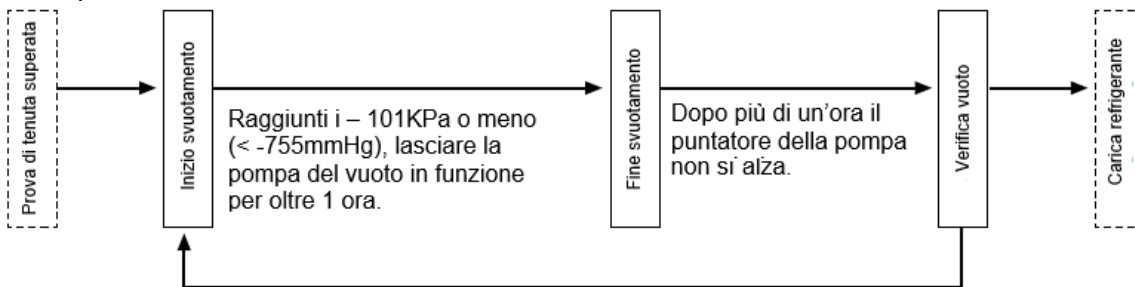 Prova di tenuta superata
Inizio svuotamento
Raggiunti i – 101KPa o meno
(< -755mmHg), lasciare la
pompa del vuoto in funzione
per oltre 1 ora.
Fine svuotamento
Dopo più di un'ora il
puntatore della pompa
non si alza.
Verifica vuoto
Carica refrigerante